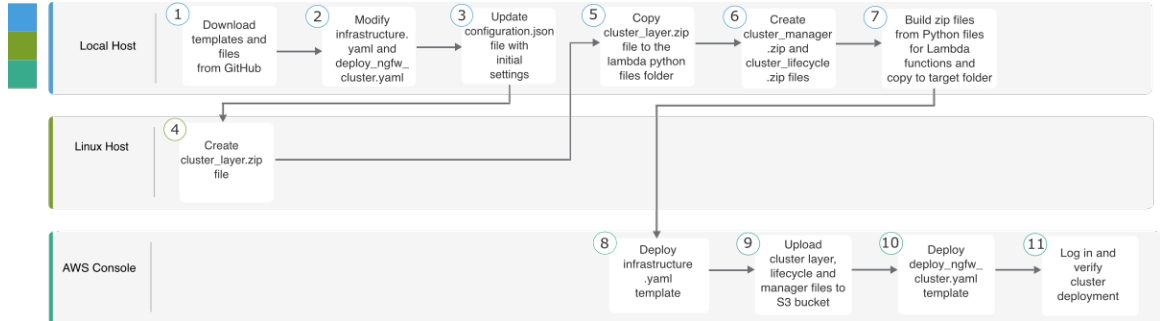 Local Host
1
Download
templates and
files
from GitHub
2
Modify
infrastructure.
yaml and
deploy_ngfw_
cluster.yaml
3
Update
configuration.json
file with
initial
settings
5
Copy
cluster_layer.zip
file to the
lambda python
files folder
6
Create
cluster_manager
.zip and
cluster_lifecycle
.zip files
7
Build zip files
from Python files
for Lambda
functions and
copy to target folder
Linux Host
4
Create
cluster_layer.zip
file
AWS Console
8
Deploy
infrastructure
.yaml
template
9
Upload
cluster layer,
lifecycle and
manager files to
S3 bucket
10
Deploy
deploy_ngfw_
cluster.yaml
template
11
Log in and
verify
cluster
deployment